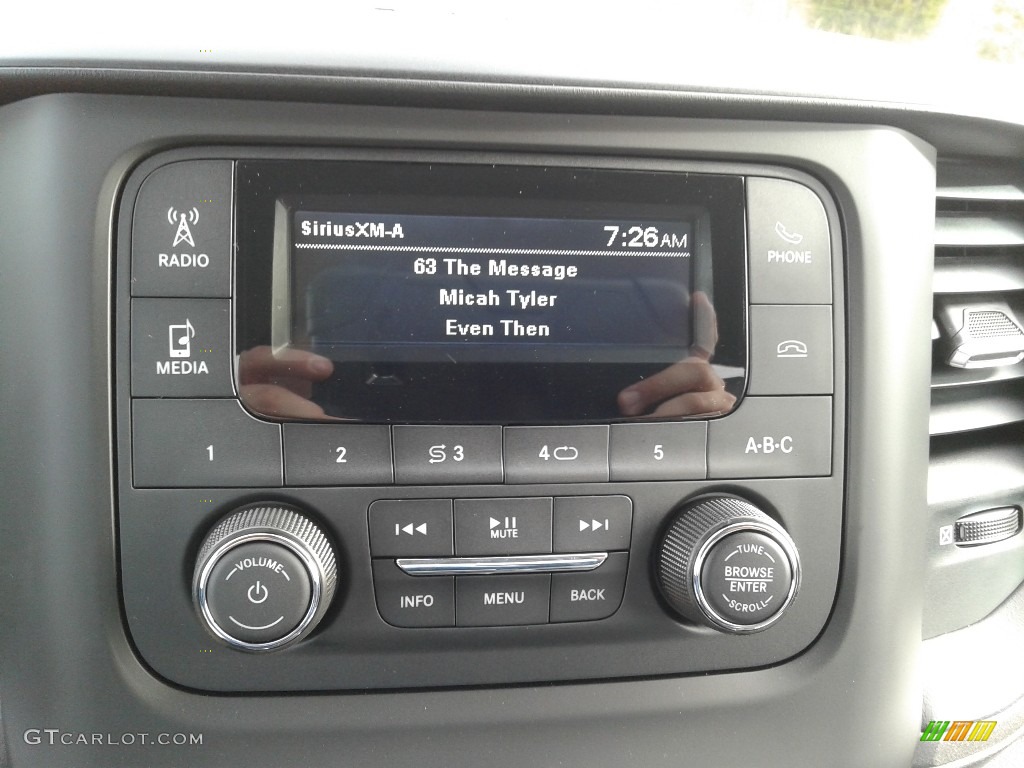 SiriusXM-A 7:26AM
63 The Message
Micah Tyler
Even Then
RADIO
PHONE
MEDIA
1 2 3 4 5 A·B·C
MUTE
VOLUME
INFO MENU BACK
TUNE
BROWSE
ENTER
SCROLL
GTCARLOT.COM